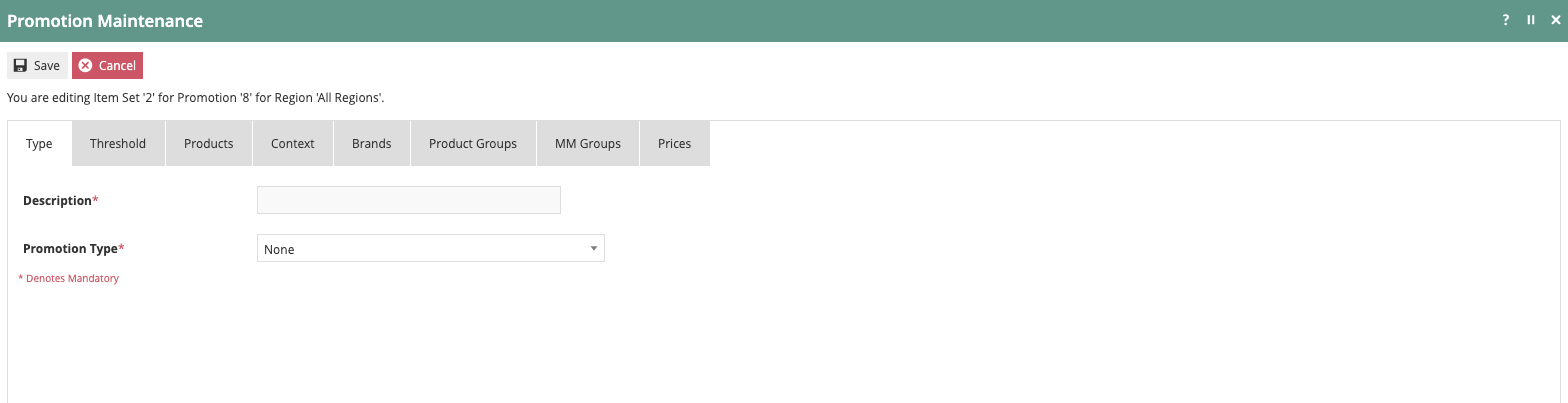 Promotion Maintenance ?
Save Cancel
You are editing Item Set '2' for Promotion '8' for Region 'All Regions'.
Type Threshold Products Context Brands Product Groups MM Groups Prices
Description*
Promotion Type* None
* Denotes Mandatory